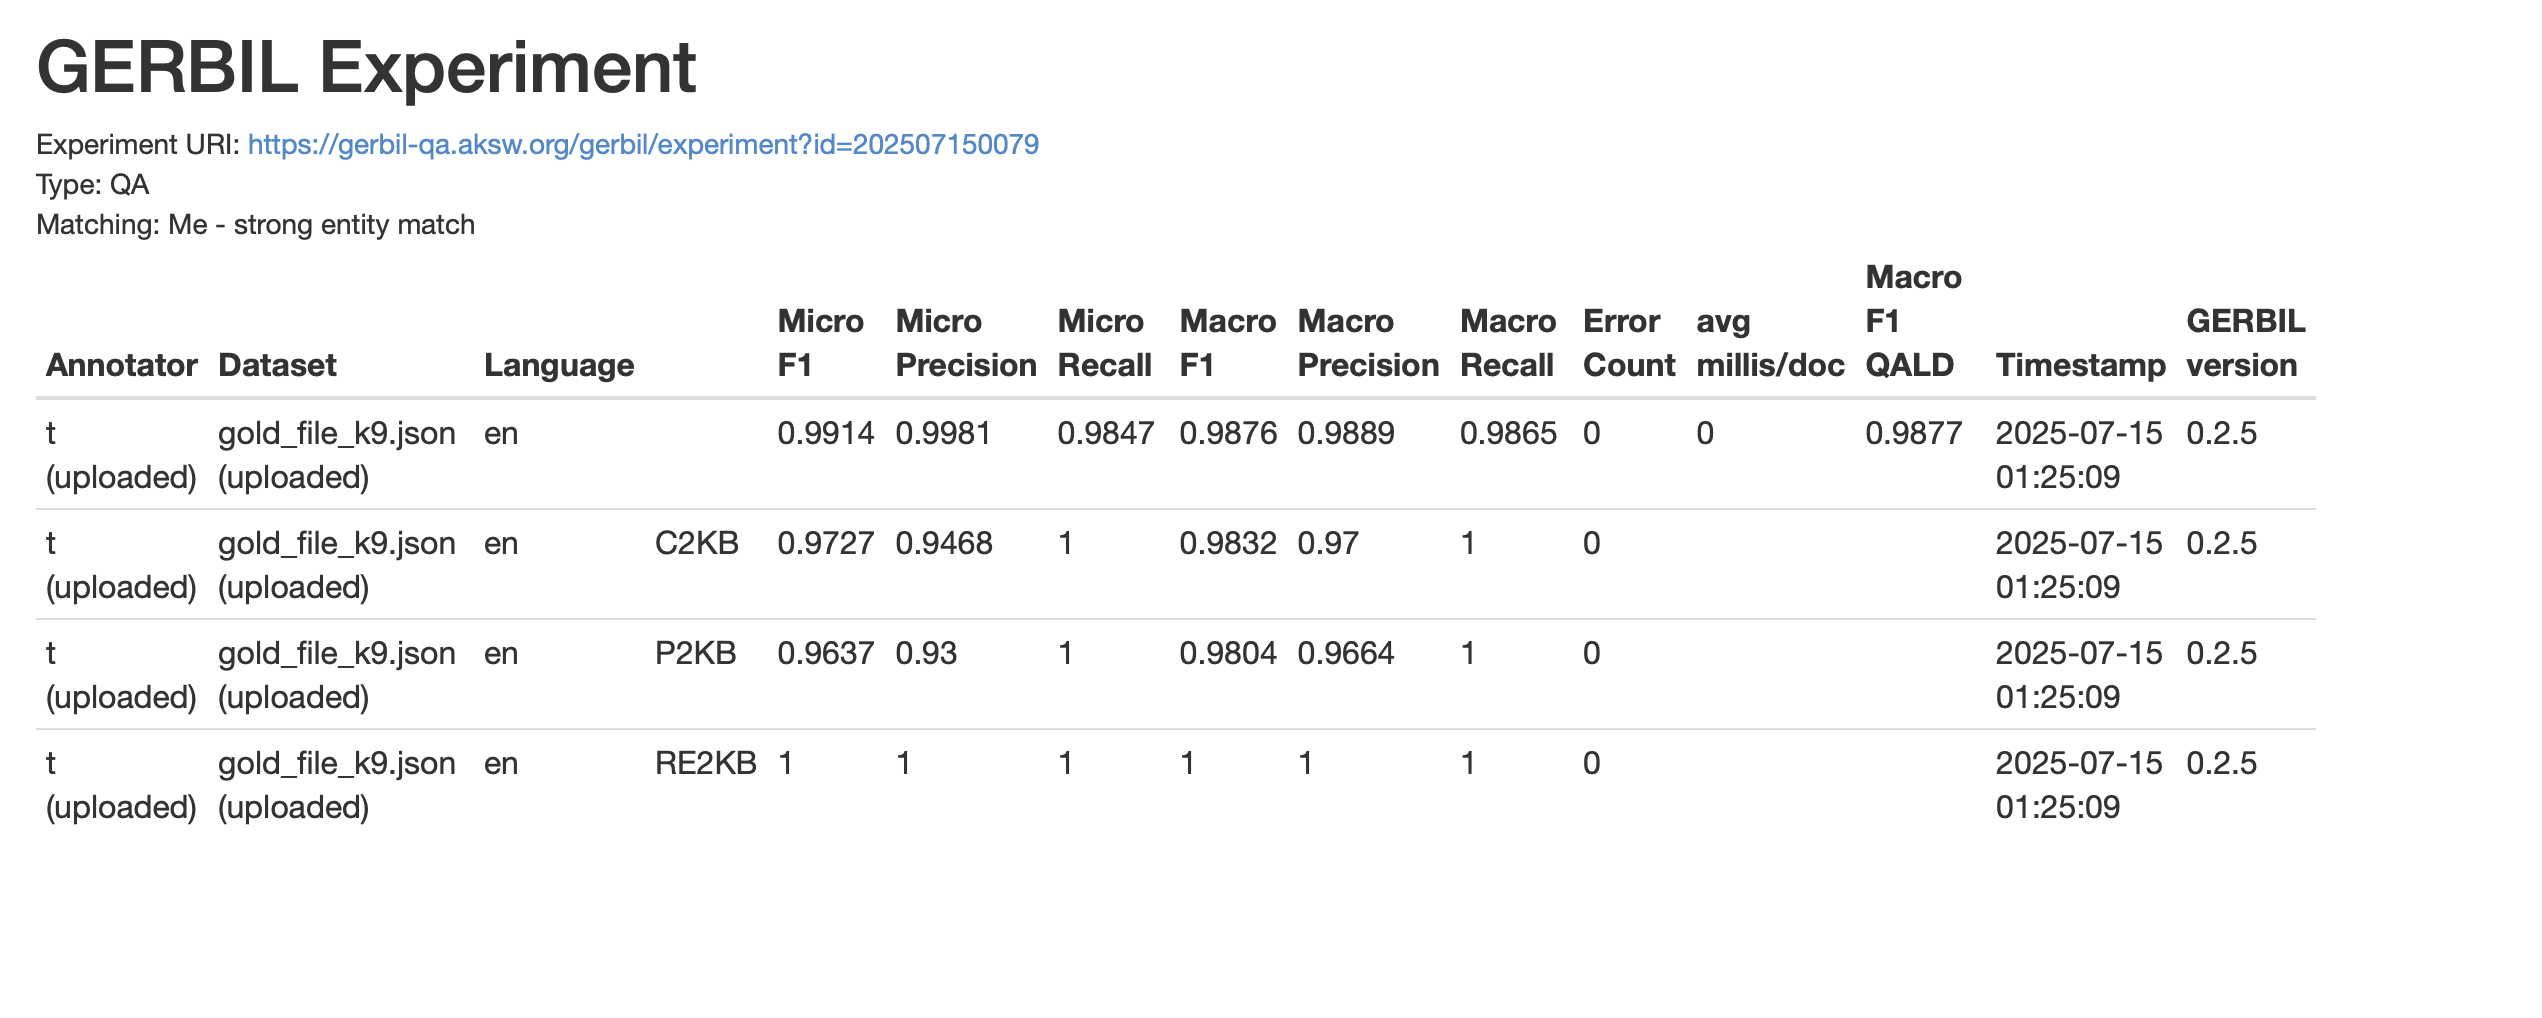 GERBIL Experiment
Experiment URI: https://gerbil-qa.aksw.org/gerbil/experiment?id=202507150079
Type: QA
Matching: Me - strong entity match
Annotator Dataset Language Micro F1 Micro Precision Micro Recall Macro F1 Macro Precision Macro Recall Error Count avg millis/doc Macro F1 QALD Timestamp GERBIL version
t (uploaded) gold_file_k9.json (uploaded) en 0.9914 0.9981 0.9847 0.9876 0.9889 0.9865 0 0 0.9877 2025-07-15 01:25:09 0.2.5
t (uploaded) gold_file_k9.json (uploaded) en C2KB 0.9727 0.9468 1 0.9832 0.97 1 0 2025-07-15 01:25:09 0.2.5
t (uploaded) gold_file_k9.json (uploaded) en P2KB 0.9637 0.93 1 0.9804 0.9664 1 0 2025-07-15 01:25:09 0.2.5
t (uploaded) gold_file_k9.json (uploaded) en RE2KB 1 1 1 1 1 1 0 2025-07-15 01:25:09 0.2.5